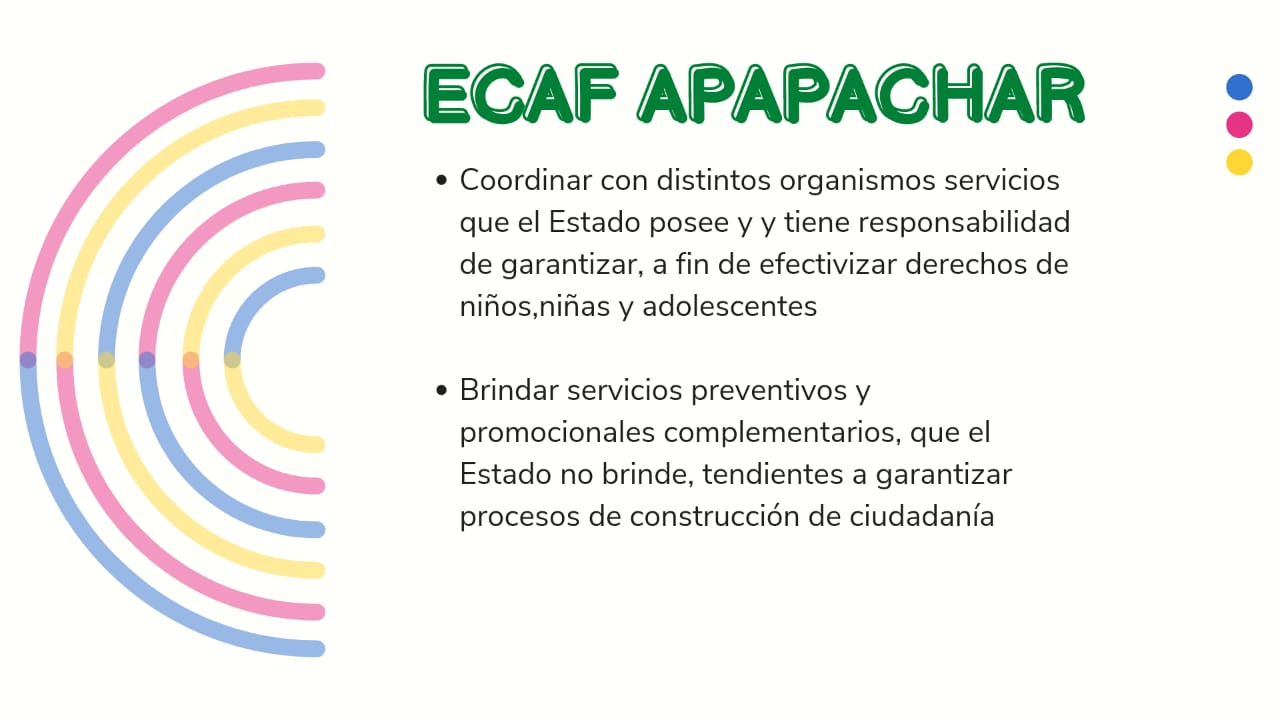 ECAF APAPACHAR
• Coordinar con distintos organismos servicios
que el Estado posee y y tiene responsabilidad
de garantizar, a fin de efectivizar derechos de
niños,niñas y adolescentes
• Brindar servicios preventivos y
promocionales complementarios, que el
Estado no brinde, tendientes a garantizar
procesos de construcción de ciudadanía